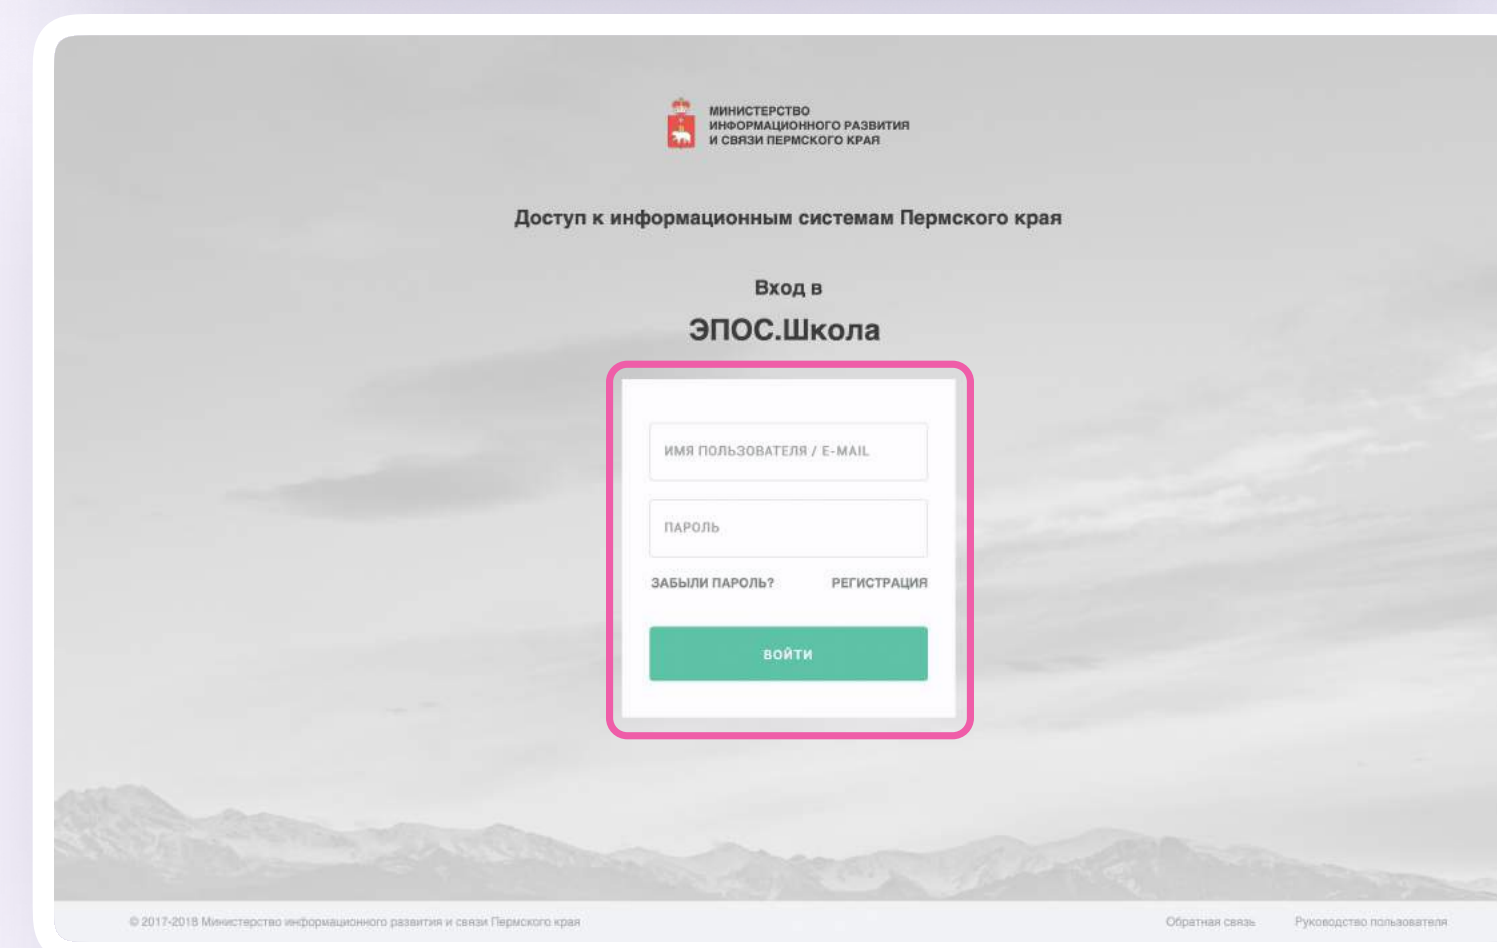 МИНИСТЕРСТВО
ИНФОРМАЦИОННОГО РАЗВИТИЯ
И СВЯЗИ ПЕРМСКОГО КРАЯ
Доступ к информационным системам Пермского края
Вход в
ЭПОС.Школа
ИМЯ ПОЛЬЗОВАТЕЛЯ / E-MAIL
ПАРОЛЬ
ЗАБЫЛИ ПАРОЛЬ? РЕГИСТРАЦИЯ
ВОЙТИ
© 2017-2018 Министерство информационного развития и связи Пермского края Обратная связь Руководство пользователя